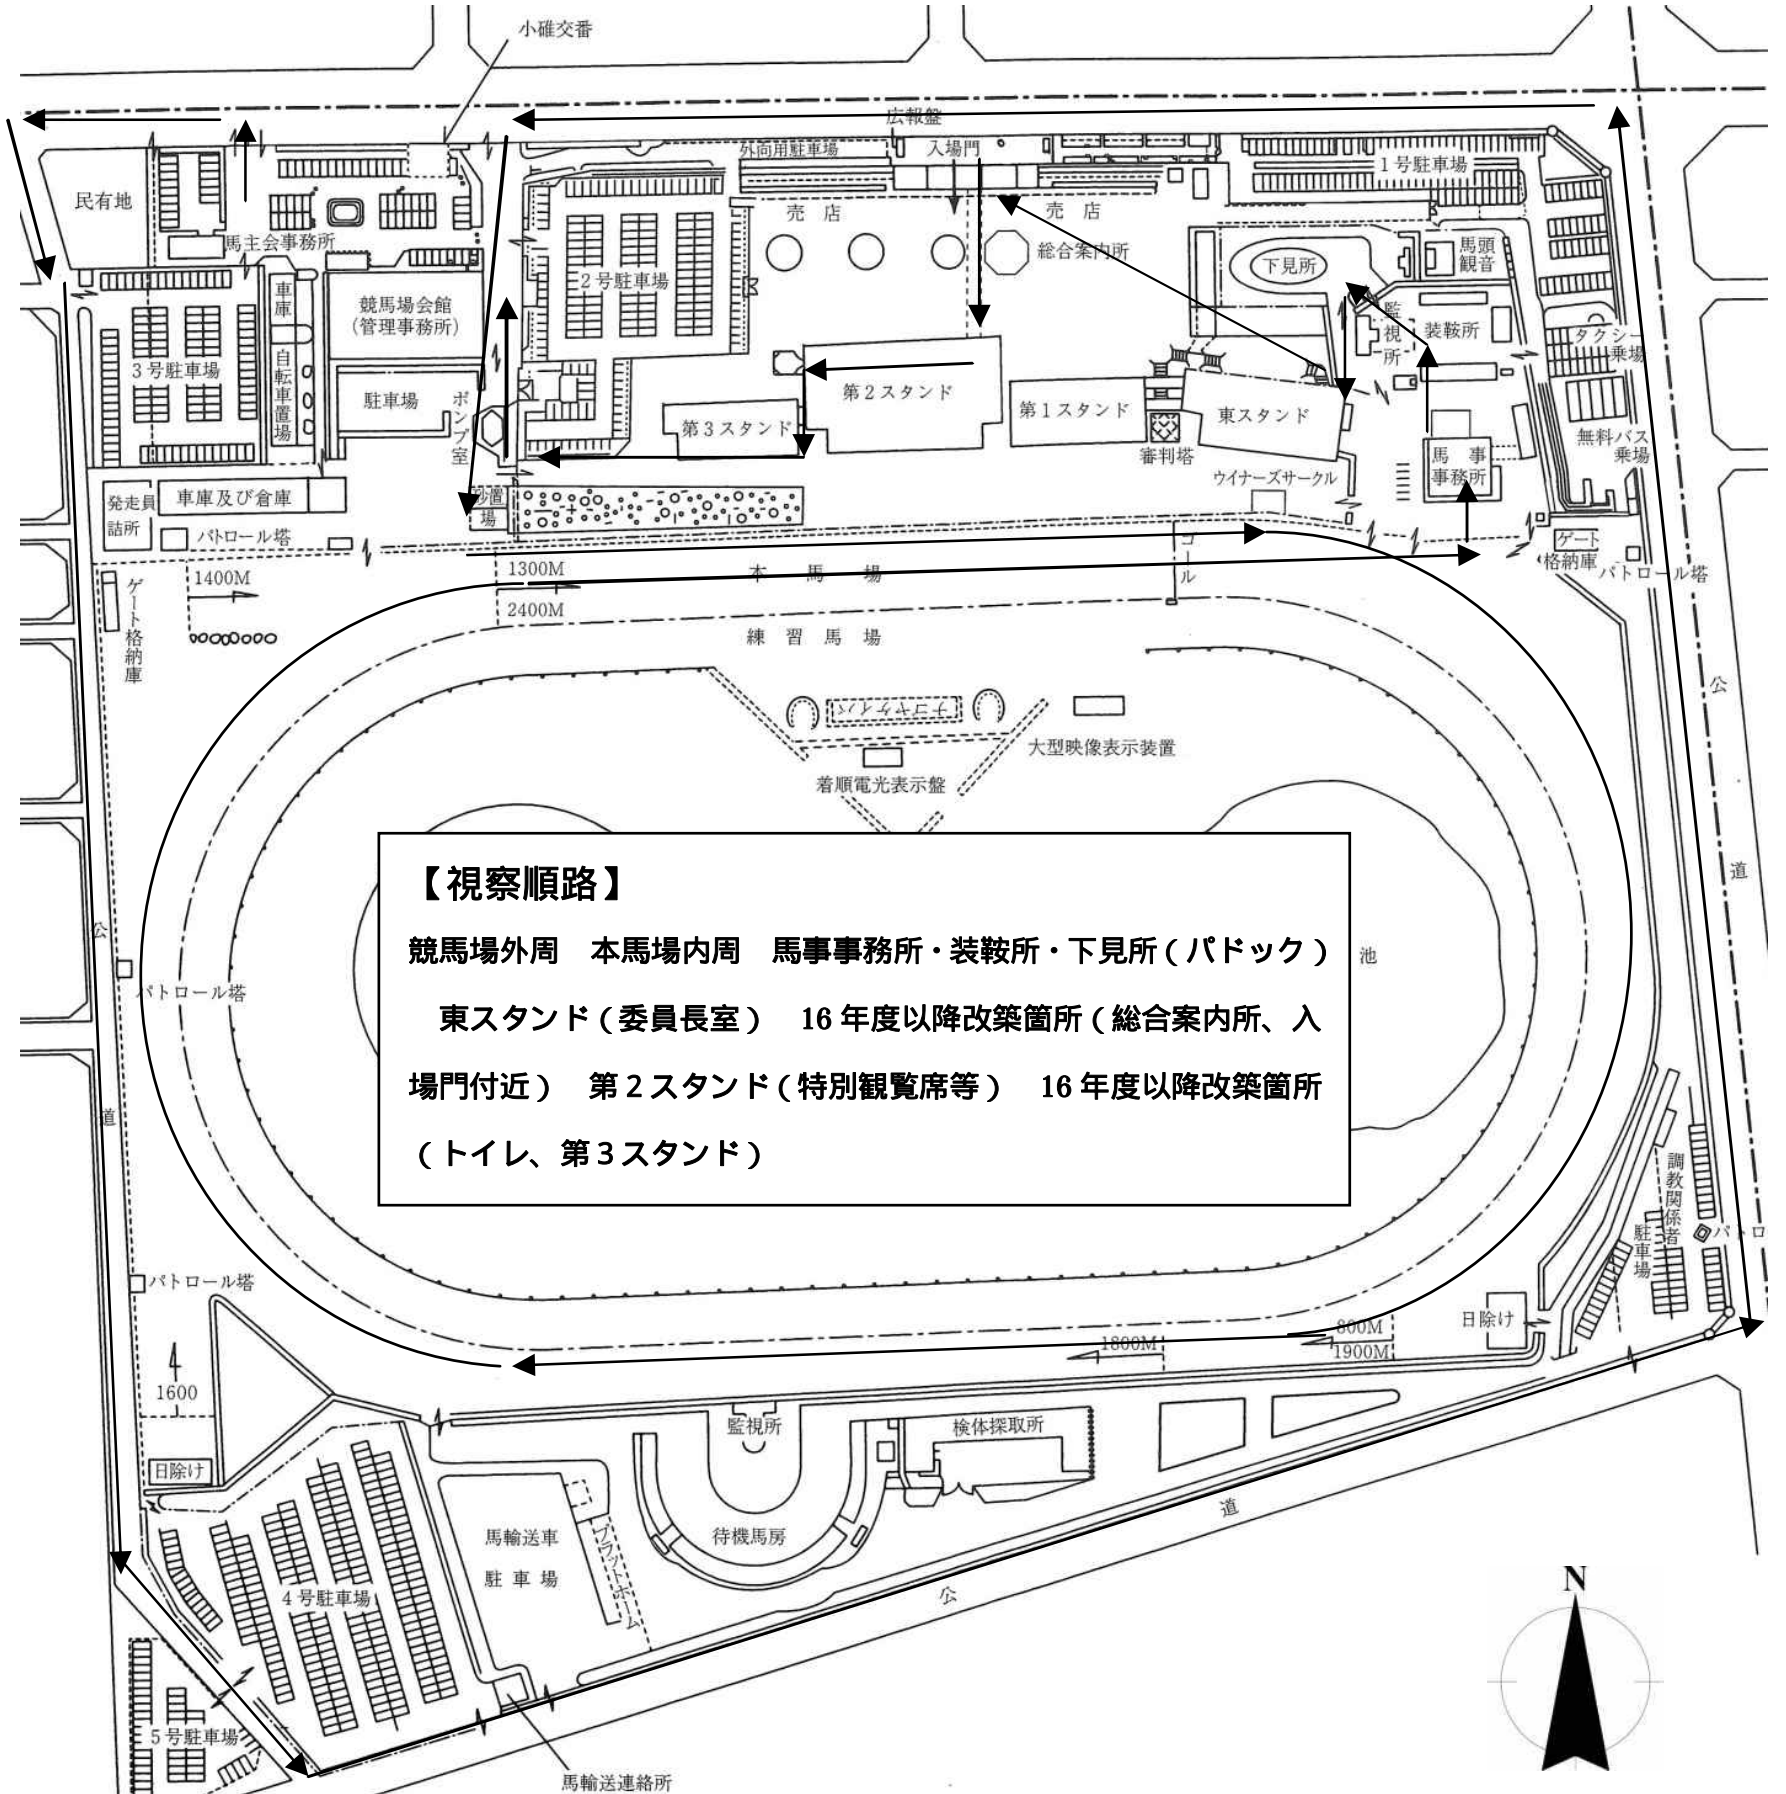 小碓交番
広報盤
外向用駐車場
入場門
1号駐車場
民有地
売店
売店
馬主会事務所
総合案内所
下見所
馬頭
観音
2号駐車場
車庫
競馬場会館
(管理事務所)
監視所
装鞍所
タクシー
乗場
3号駐車場
自転車置場
駐車場
ポンプ室
第2スタンド
第1スタンド
東スタンド
第3スタンド
審判塔
無料バス
乗場
馬事
事務所
ウイナーズサークル
発走員
詰所
車庫及び倉庫
砂置
場
パトロール塔
ゲート
格納庫
パトロール塔
ゴール
1300M
本馬場
1400M
2400M
ゲート格納庫
練習馬場
ナゴヤケイバ
大型映像表示装置
着順電光表示盤
公道
【視察順路】
競馬場外周 本馬場内周 馬事事務所・装鞍所・下見所(パドック)
東スタンド(委員長室) 16年度以降改築箇所(総合案内所、入
場門付近) 第2スタンド(特別観覧席等) 16年度以降改築箇所
(トイレ、第3スタンド)
池
公道
パトロール塔
調教関係者
駐車場
パトロ
パトロール塔
日除け
800M
1800M
1900M
1600
監視所
検体採取所
日除け
馬輸送車
駐車場
プラットホーム
待機馬房
公道
4号駐車場
5号駐車場
馬輸送連絡所
N